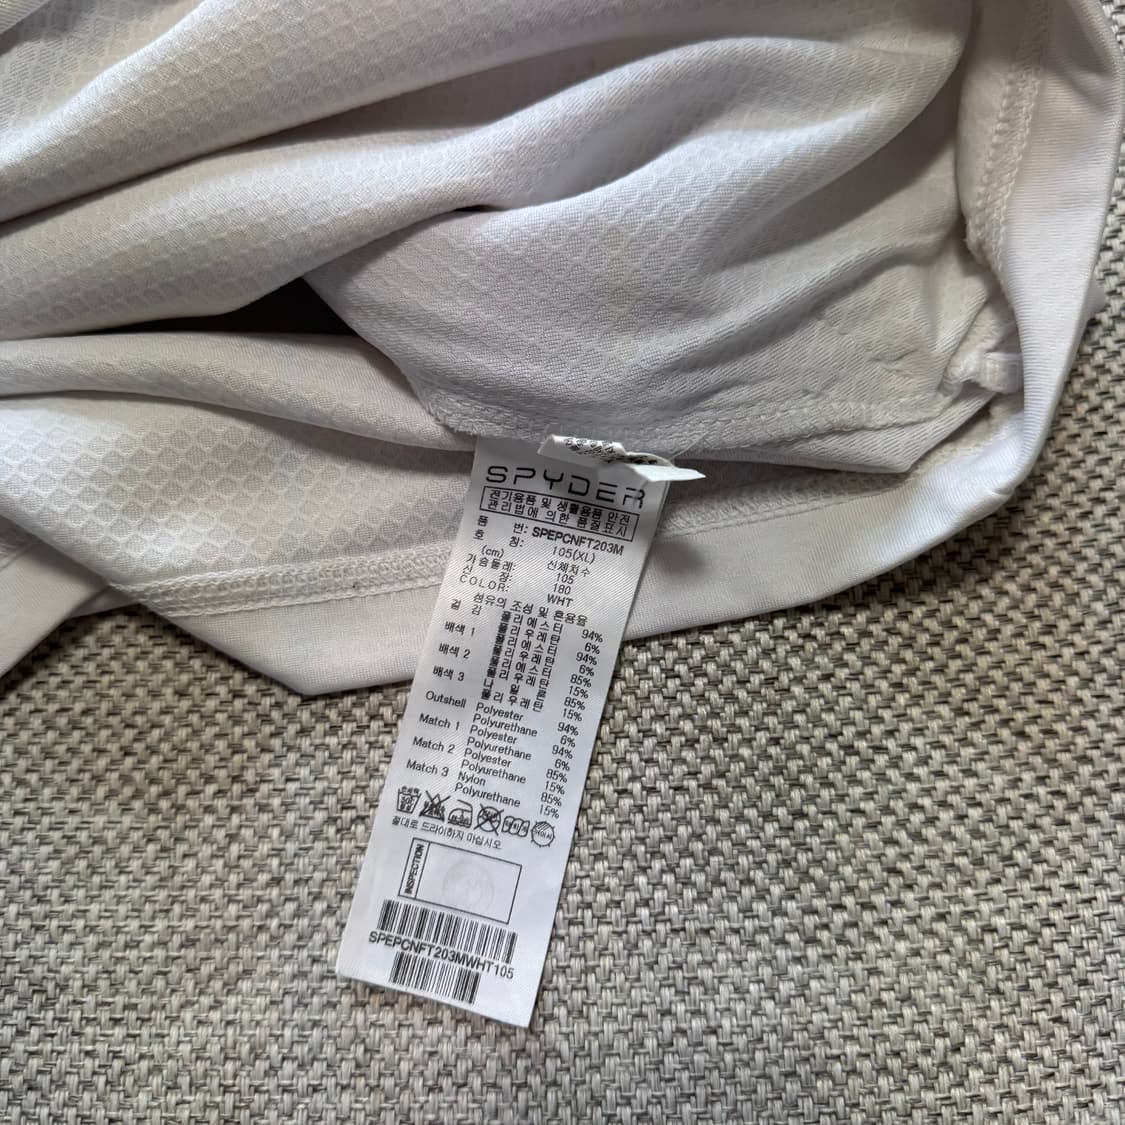 SPYDER
전기용품 및 생활용품 안전
관리법에 의한 품질표시
품 번: SPEPCNFT203M
호 칭: 105(XL)
(cm) 신체치수
가슴둘레: 105
신 장: 180
COLOR: WHT
섬유의 조성 및 혼용율
겉 감 폴리에스터 94%
폴리우레탄 6%
배색 1 폴리에스터 94%
폴리우레탄 6%
배색 2 폴리에스터 85%
폴리우레탄 15%
배색 3 나 일 론 85%
폴리우레탄 15%
Outshell Polyester 94%
Polyurethane 6%
Match 1 Polyester 94%
Polyurethane 6%
Match 2 Polyester 85%
Polyurethane 15%
Match 3 Nylon 85%
Polyurethane 15%
절대로 드라이하지 마십시오
INSPECTION
SPEPCNFT203MWHT105